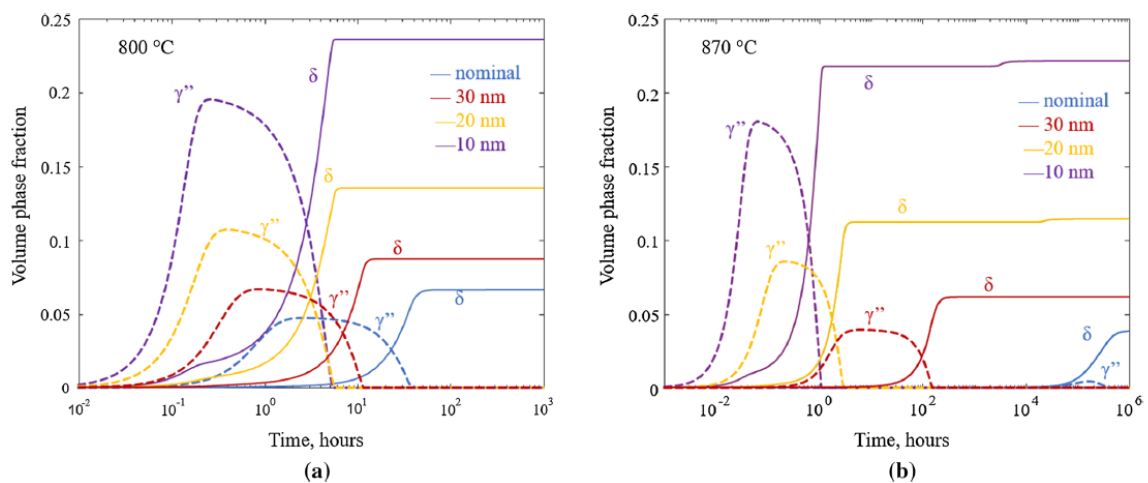 800 °C
γ”
δ
nominal
30 nm
20 nm
10 nm
δ
δ
γ”
γ”
γ”
δ
Volume phase fraction
0.25
0.2
0.15
0.1
0.05
0
10⁻² 10⁻¹ 10⁰ 10¹ 10² 10³
Time, hours
(a)
870 °C
δ
γ”
nominal
30 nm
20 nm
10 nm
γ”
δ
γ”
δ
δ
γ”
Volume phase fraction
0.25
0.2
0.15
0.1
0.05
0
10⁻² 10⁰ 10² 10⁴ 10⁶
Time, hours
(b)